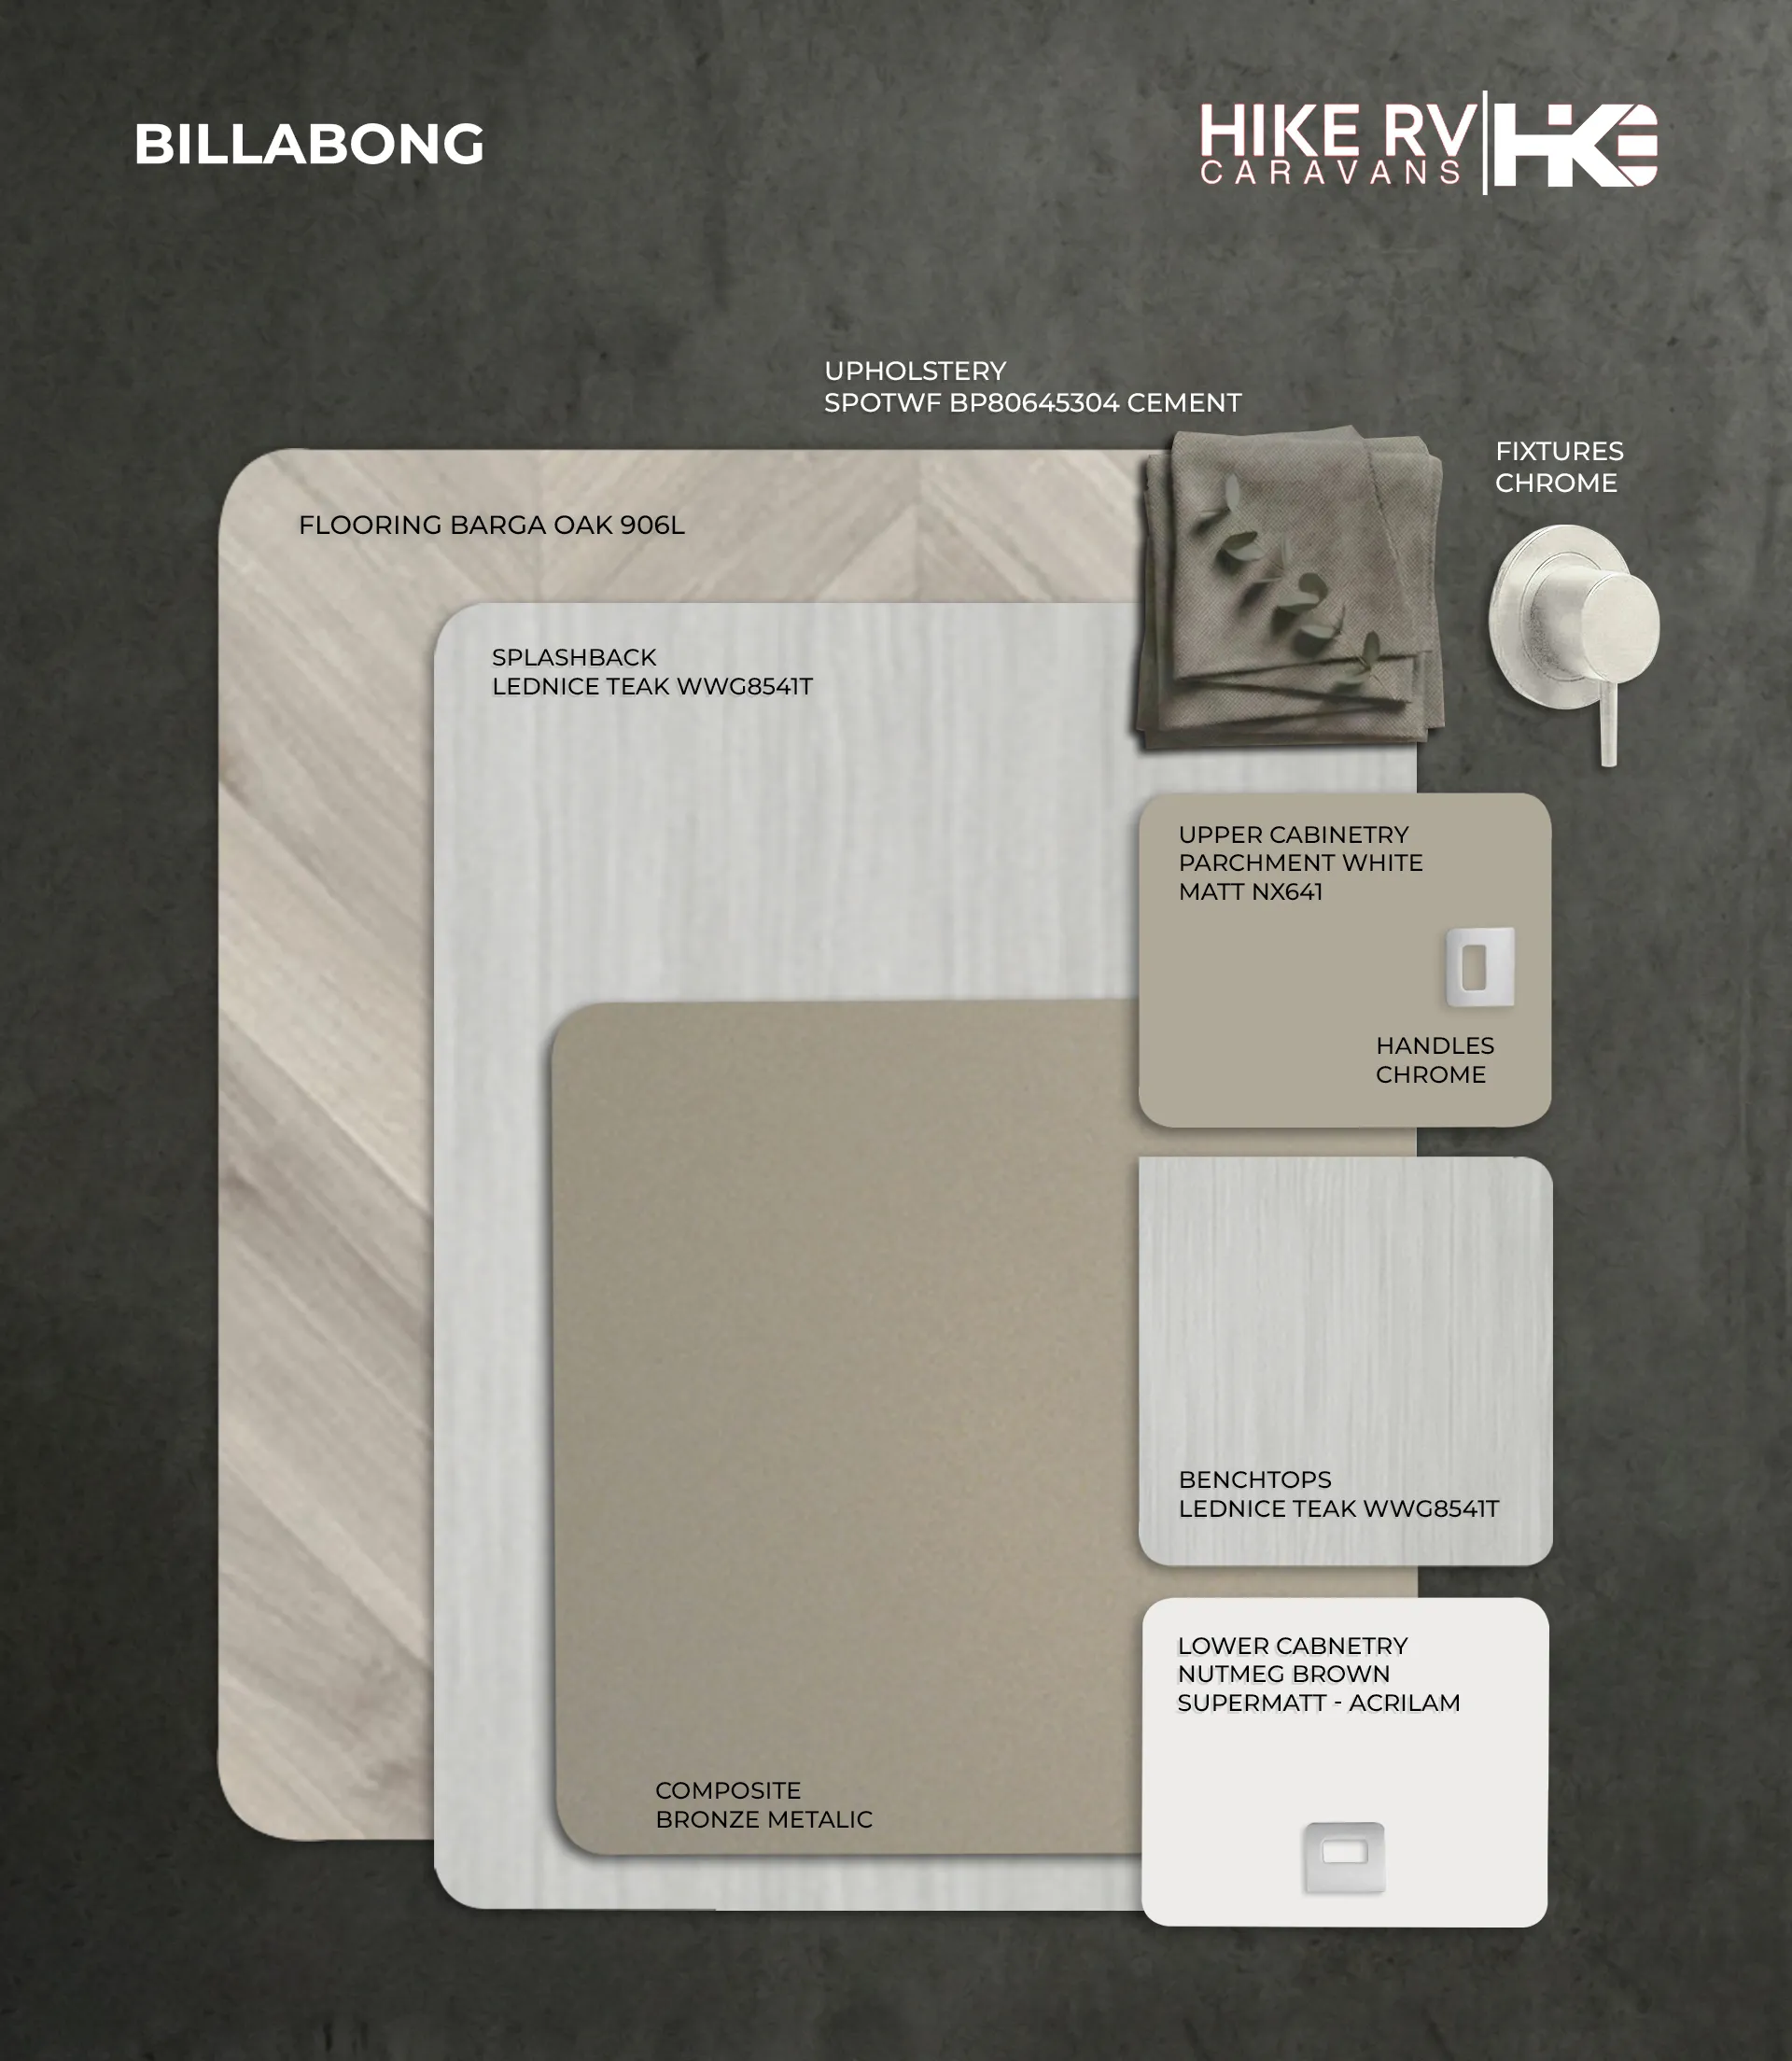 BILLABONG
HIKE RV
CARAVANS
HK
UPHOLSTERY
SPOTWF BP80645304 CEMENT
FIXTURES
CHROME
FLOORING BARGA OAK 906L
SPLASHBACK
LEDNICE TEAK WWG8541T
UPPER CABINETRY
PARCHMENT WHITE
MATT NX641
HANDLES
CHROME
BENCHTOPS
LEDNICE TEAK WWG8541T
LOWER CABNETRY
NUTMEG BROWN
SUPERMATT - ACRILAM
COMPOSITE
BRONZE METALIC